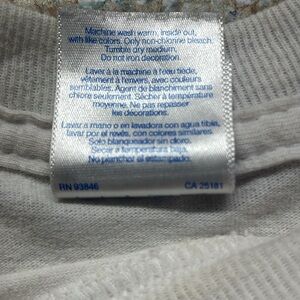 Machine wash warm, inside out,
with like colors. Only non-chlorine bleach.
Tumble dry medium.
Do not iron decoration.
Laver à la machine à l'eau tiède,
vêtement à l'envers, avec couleurs
semblables. Agent de blanchiment sans
chlore seulement. Sécher à température
moyenne. Ne pas repasser
les décorations.
Lavar a mano o en lavadora con agua tibia,
lavar por el revés, con colores similares.
Solo blanqueador sin cloro.
Secar a temperatura baja.
No planchar el estampado.
RN 93846 CA 25181